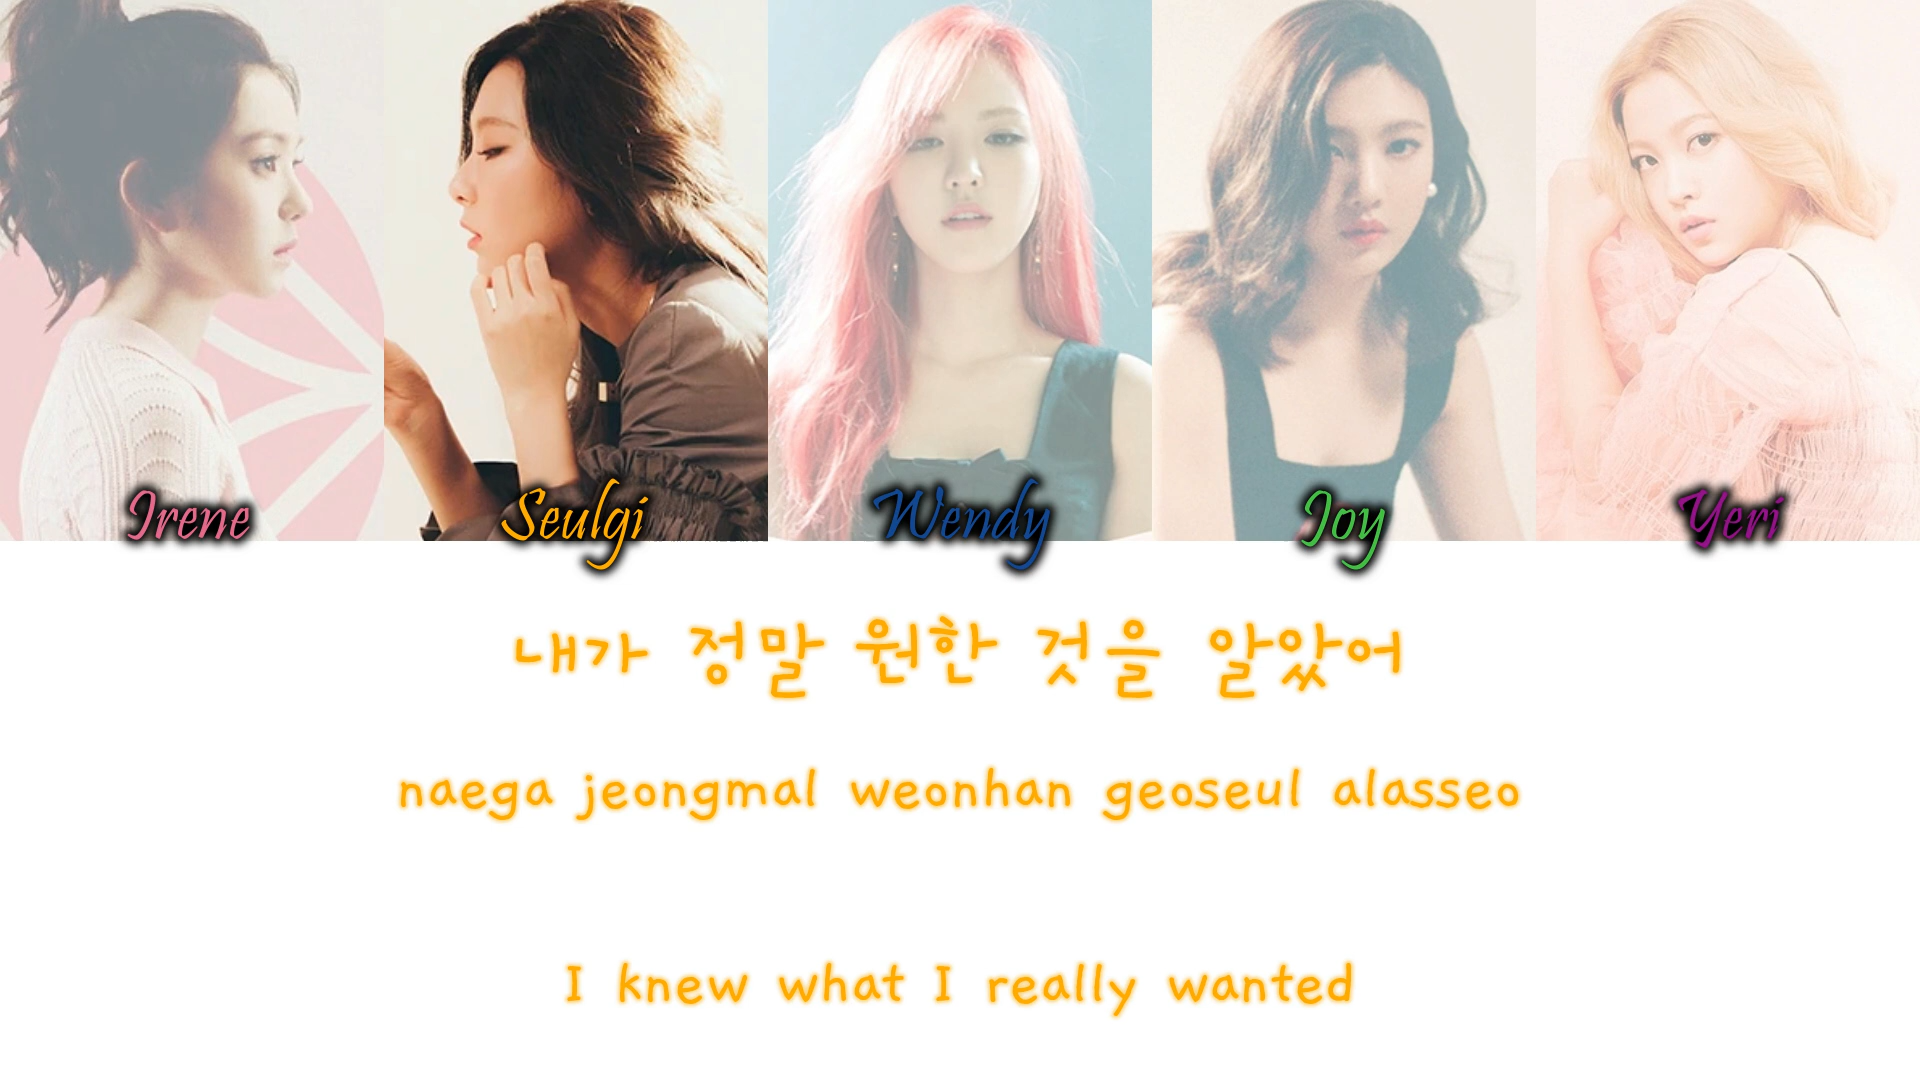 Irene Seulgi Wendy Joy Yeri
내가 정말 원한 것을 알았어
naega jeongmal weonhan geoseul alasseo
I knew what I really wanted